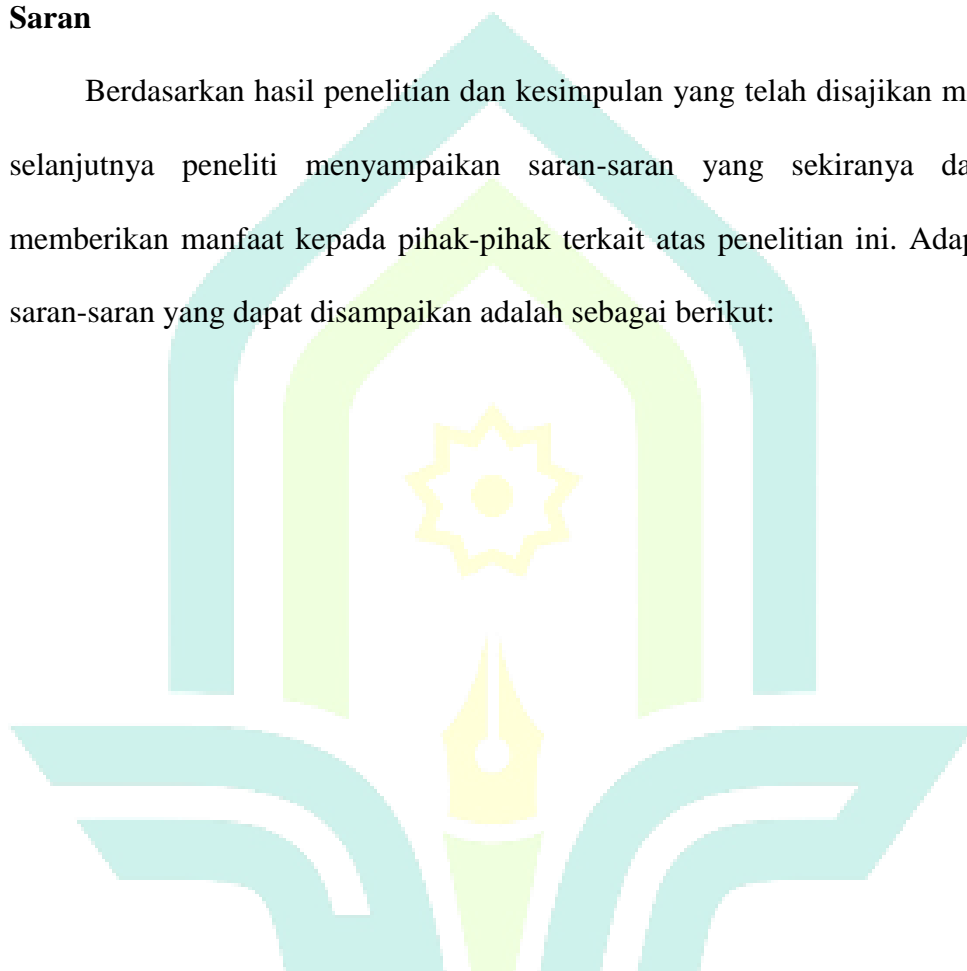 Saran
Berdasarkan hasil penelitian dan kesimpulan yang telah disajikan m
selanjutnya peneliti menyampaikan saran-saran yang sekiranya da
memberikan manfaat kepada pihak-pihak terkait atas penelitian ini. Adap
saran-saran yang dapat disampaikan adalah sebagai berikut: